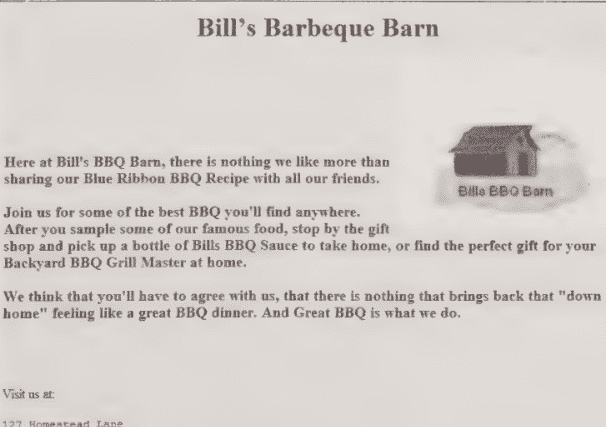 Bill's Barbeque Barn
Bills BBQ Barn
Here at Bill's BBQ Barn, there is nothing we like more than
sharing our Blue Ribbon BBQ Recipe with all our friends.
Join us for some of the best BBQ you'll find anywhere.
After you sample some of our famous food, stop by the gift
shop and pick up a bottle of Bills BBQ Sauce to take home, or find the perfect gift for your
Backyard BBQ Grill Master at home.
We think that you'll have to agree with us, that there is nothing that brings back that "down
home" feeling like a great BBQ dinner. And Great BBQ is what we do.
Visit us at:
127 Homestead Lane